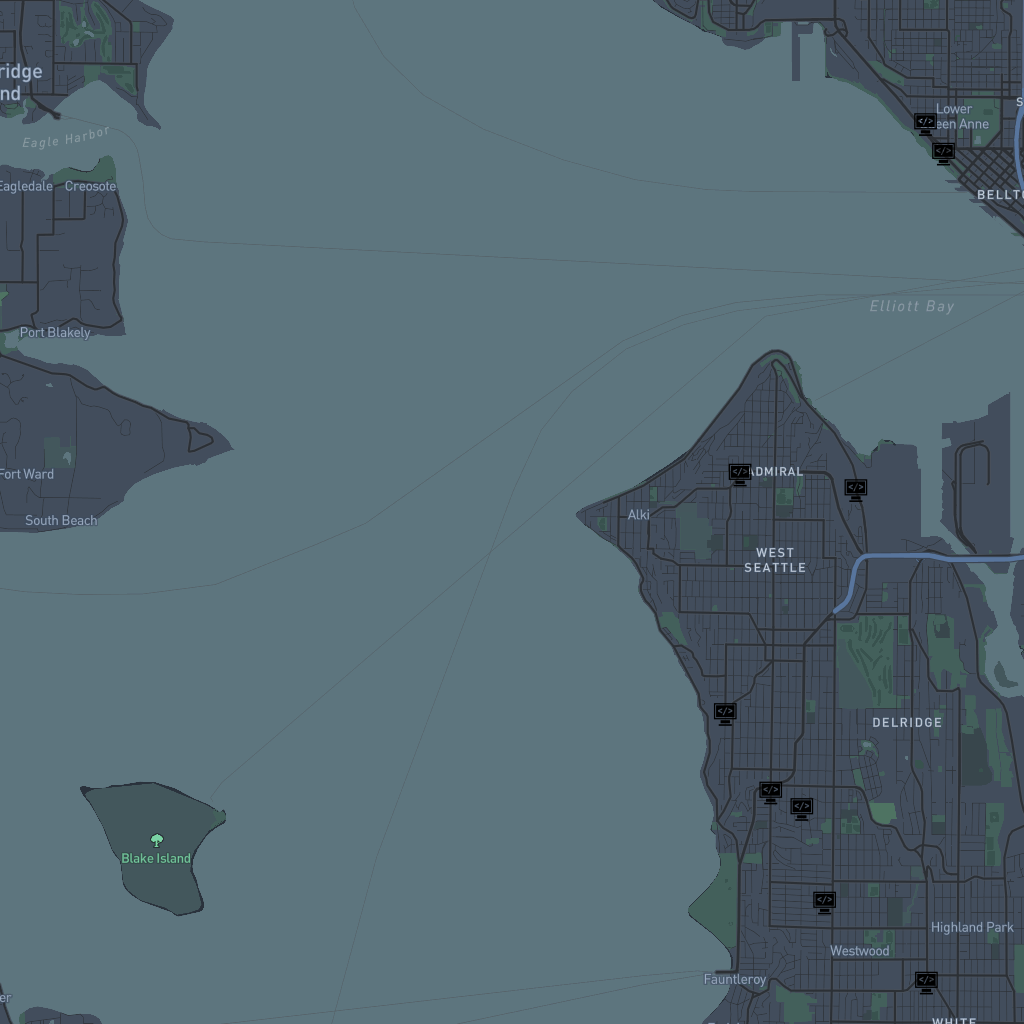 ridge
nd
Eagle Harbor
Eagledale
Creosote
Port Blakely
Fort Ward
South Beach
Lower
een Anne
S
BELLT
Elliott Bay
ADMIRAL
Alki
WEST
SEATTLE
DELRIDGE
Blake Island
Highland Park
Westwood
Fauntleroy
er
WHITE